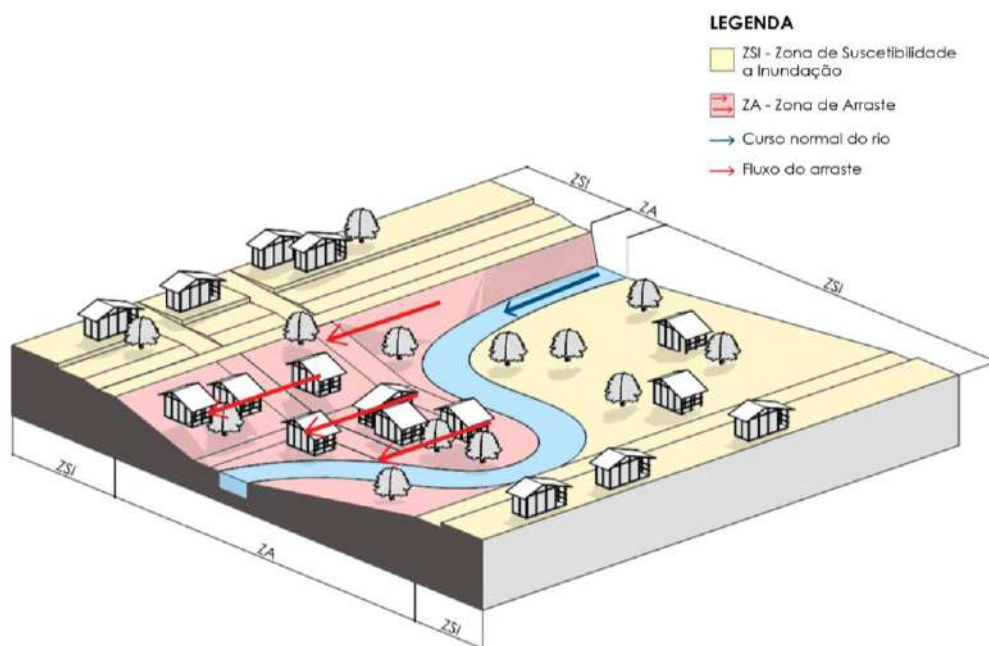 LEGENDA
ZSI - Zona de Suscetibilidade
a Inundação
ZA - Zona de Arraste
Curso normal do rio
Fluxo do arraste
ZSI
ZA
ZSI
ZSI
ZA
ZSI